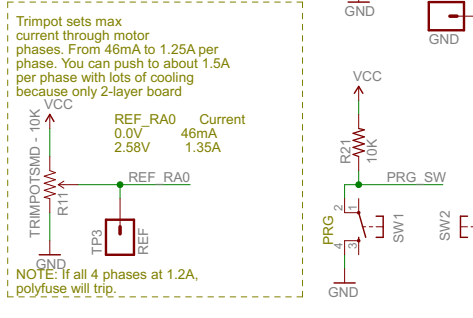 Trimpot sets max
current through motor
phases. From 46mA to 1.25A per
phase. You can push to about 1.5A
per phase with lots of cooling
because only 2-layer board
VCC
REF_RA0 Current
0.0V 46mA
2.58V 1.35A
TRIMPOTSMD - 10K
R11
REF_RA0
TP3
REF
GND
NOTE: If all 4 phases at 1.2A,
polyfuse will trip.
GND
GND
VCC
R21
10K
PRG_SW
PRG
2
1
4
3
SW1
SW2
GND